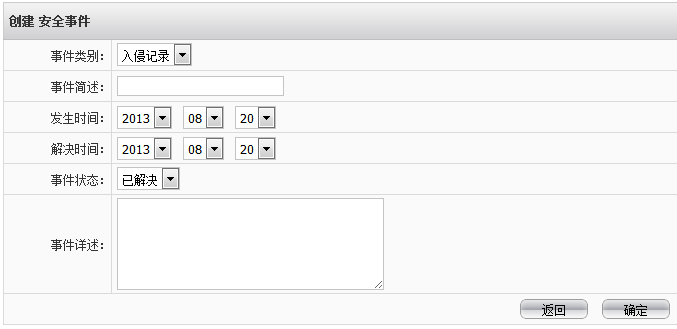 创建 安全事件
事件类别： 入侵记录
事件简述：
发生时间： 2013 08 20
解决时间： 2013 08 20
事件状态： 已解决
事件详述：
返回 确定